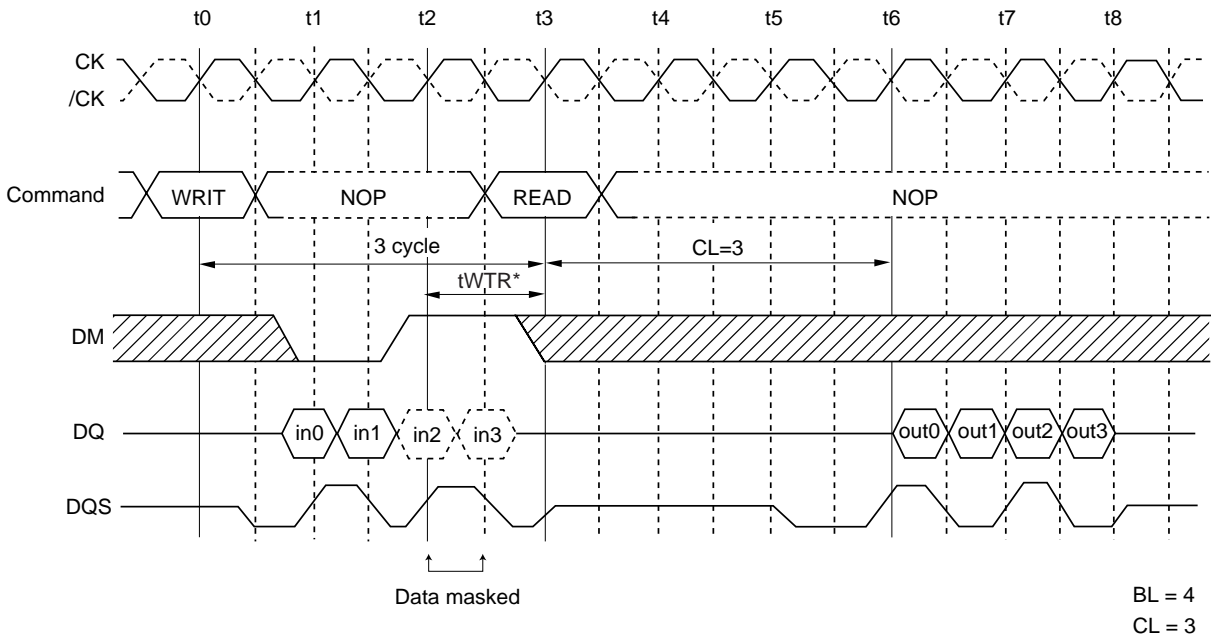 t0 t1 t2 t3 t4 t5 t6 t7 t8
CK
/CK
Command WRIT NOP READ NOP
3 cycle CL=3
tWTR*
DM
DQ in0 in1 in2 in3 out0 out1 out2 out3
DQS
Data masked
BL = 4
CL = 3